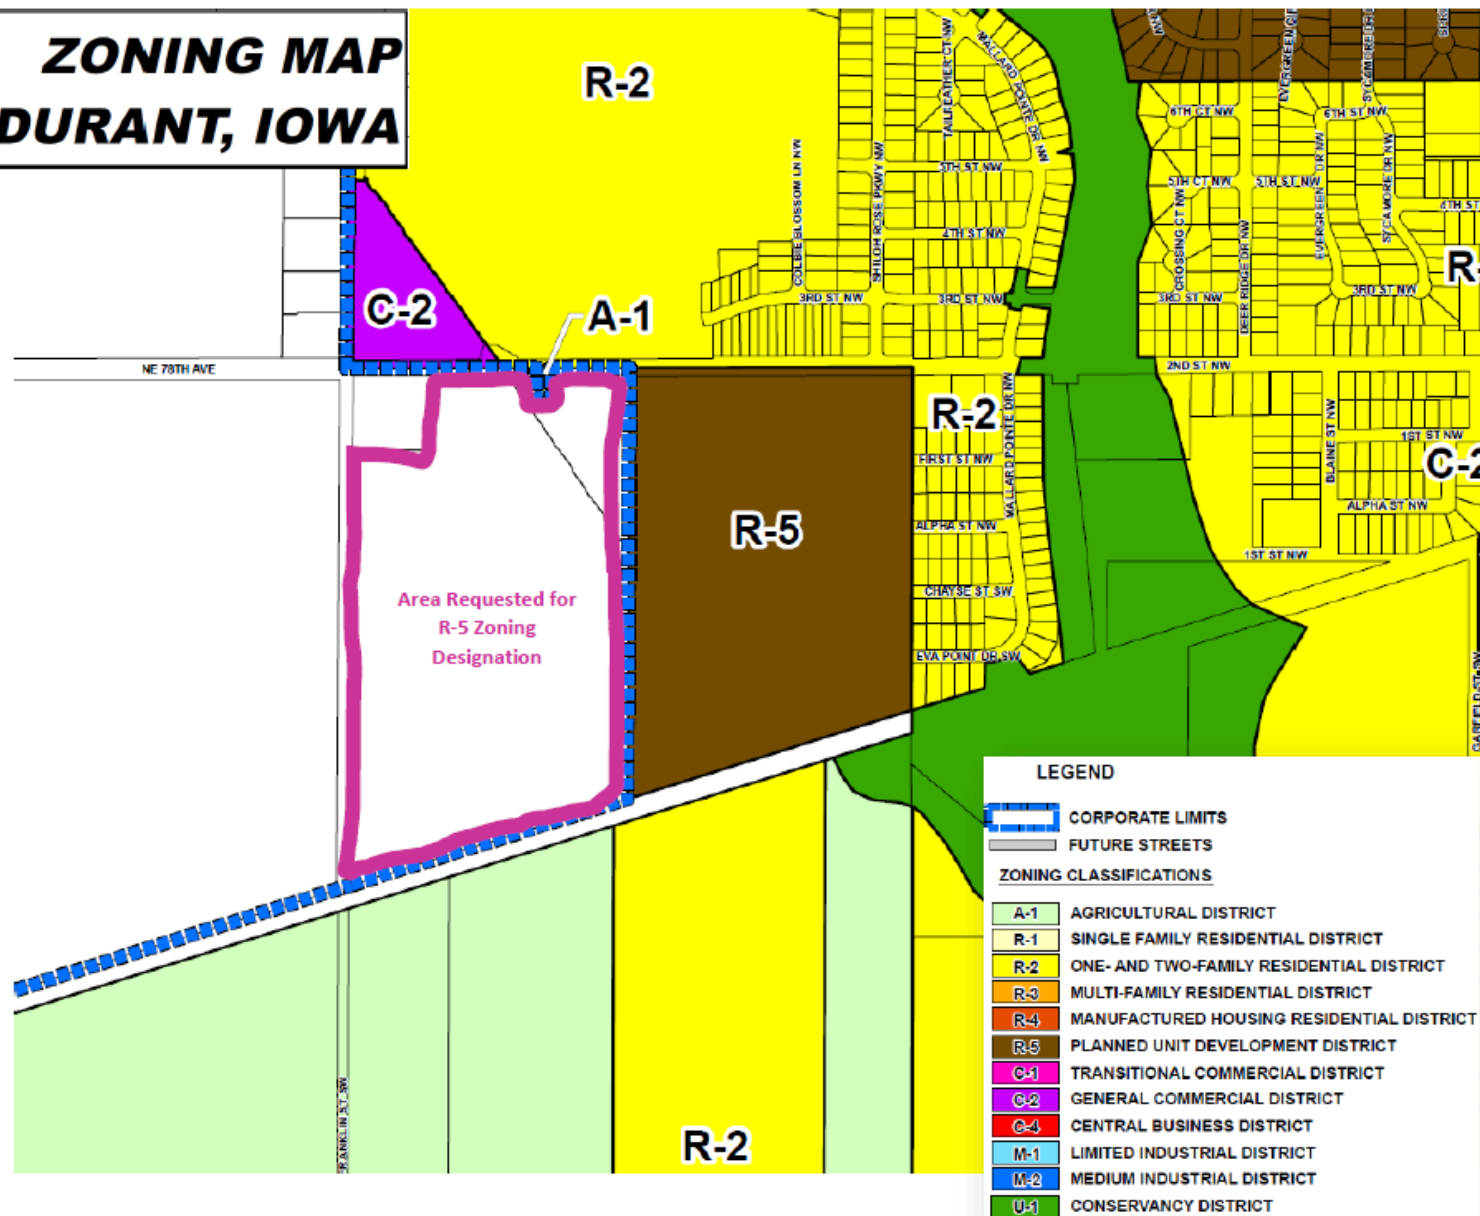 ZONING MAP
DURANT, IOWA
R-2
C-2
A-1
NE 78TH AVE
COLBIE BLOSSOM LN NW
SHILOH ROSE PKWY NW
TAILFEATHER CT NW
MALLARD POINTE DR NW
5TH ST NW
4TH ST NW
3RD ST NW
3RD ST NW
6TH CT NW
6TH ST NW
5TH CT NW
5TH ST NW
4TH ST
CROSSING CT NW
DEER RIDGE DR NW
EVERGREEN DR NW
SYCAMORE DR NW
3RD ST NW
3RD ST NW
2ND ST NW
R-2
MALLARD POINTE DR NW
FIRST ST NW
ALPHA ST NW
CHAYSE ST SW
EVA POINT DR SW
BLAINE ST NW
1ST ST NW
C-2
ALPHA ST NW
1ST ST NW
GARFIELD ST SW
R-5
Area Requested for
R-5 Zoning
Designation
FRANKLIN ST SW
R-2
LEGEND
CORPORATE LIMITS
FUTURE STREETS
ZONING CLASSIFICATIONS
A-1 AGRICULTURAL DISTRICT
R-1 SINGLE FAMILY RESIDENTIAL DISTRICT
R-2 ONE- AND TWO-FAMILY RESIDENTIAL DISTRICT
R-3 MULTI-FAMILY RESIDENTIAL DISTRICT
R-4 MANUFACTURED HOUSING RESIDENTIAL DISTRICT
R-5 PLANNED UNIT DEVELOPMENT DISTRICT
C-1 TRANSITIONAL COMMERCIAL DISTRICT
C-2 GENERAL COMMERCIAL DISTRICT
C-4 CENTRAL BUSINESS DISTRICT
M-1 LIMITED INDUSTRIAL DISTRICT
M-2 MEDIUM INDUSTRIAL DISTRICT
U-1 CONSERVANCY DISTRICT